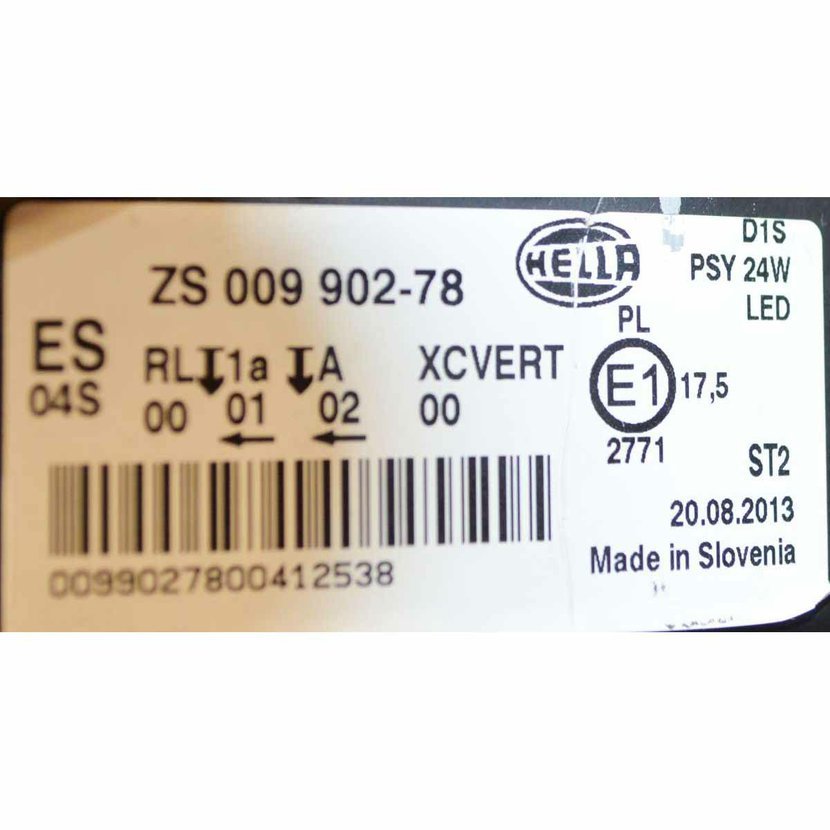 HELLA
D1S
ZS 009 902-78
PSY 24W
LED
PL
ES
RL 1a A XCVERT
E1 17,5
04S
00 01 02 00
2771
ST2
20.08.2013
Made in Slovenia
0099027800412538